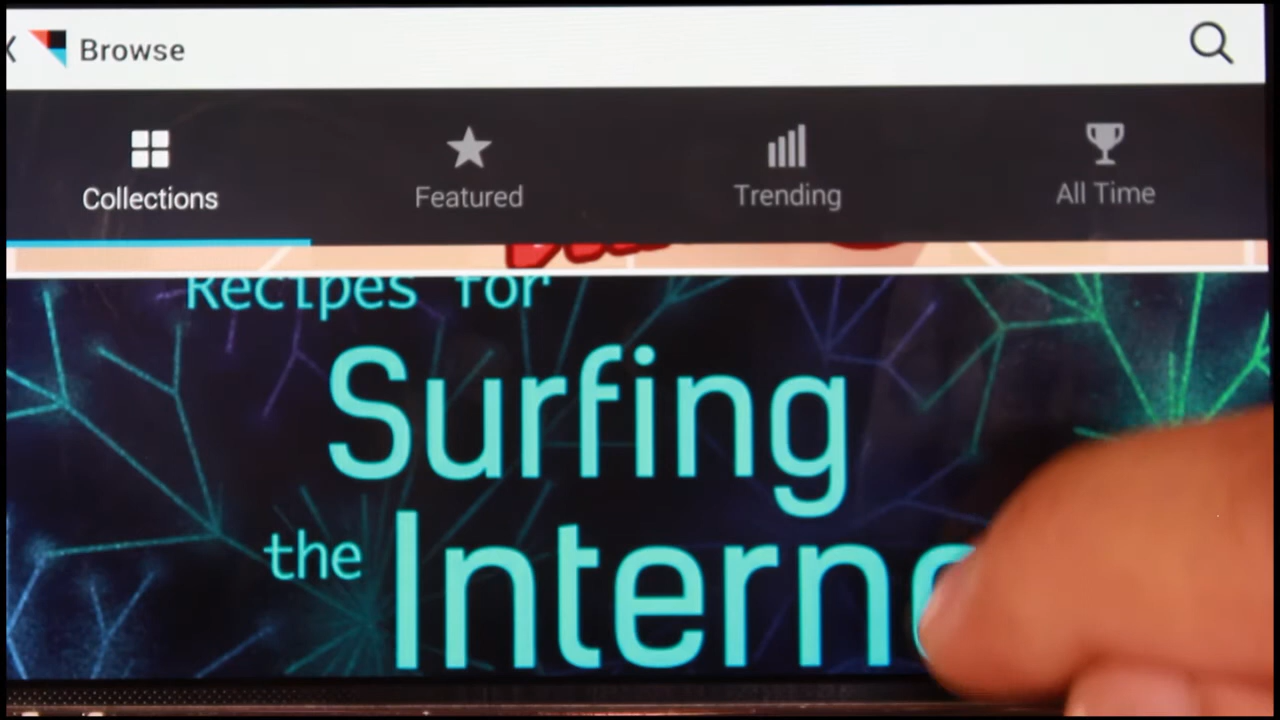 Browse
Collections
Featured
Trending
All Time
Recipes for
Surfing
the Interne